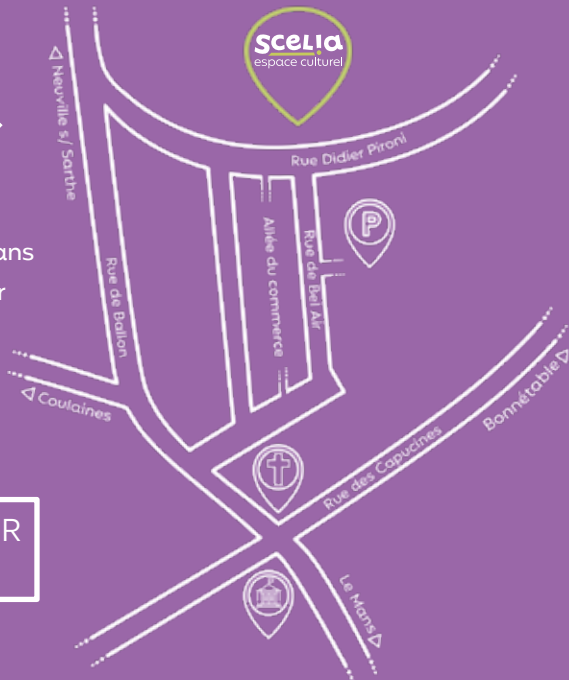 scelia
espace culturel
Neuville s/ Sarthe
Rue Didier Pironi
P
Allée du commerce
Rue de Bel Air
ans
r
Rue de Ballon
Coulaines
Bonnétable
Rue des Capucines
R
Le Mans